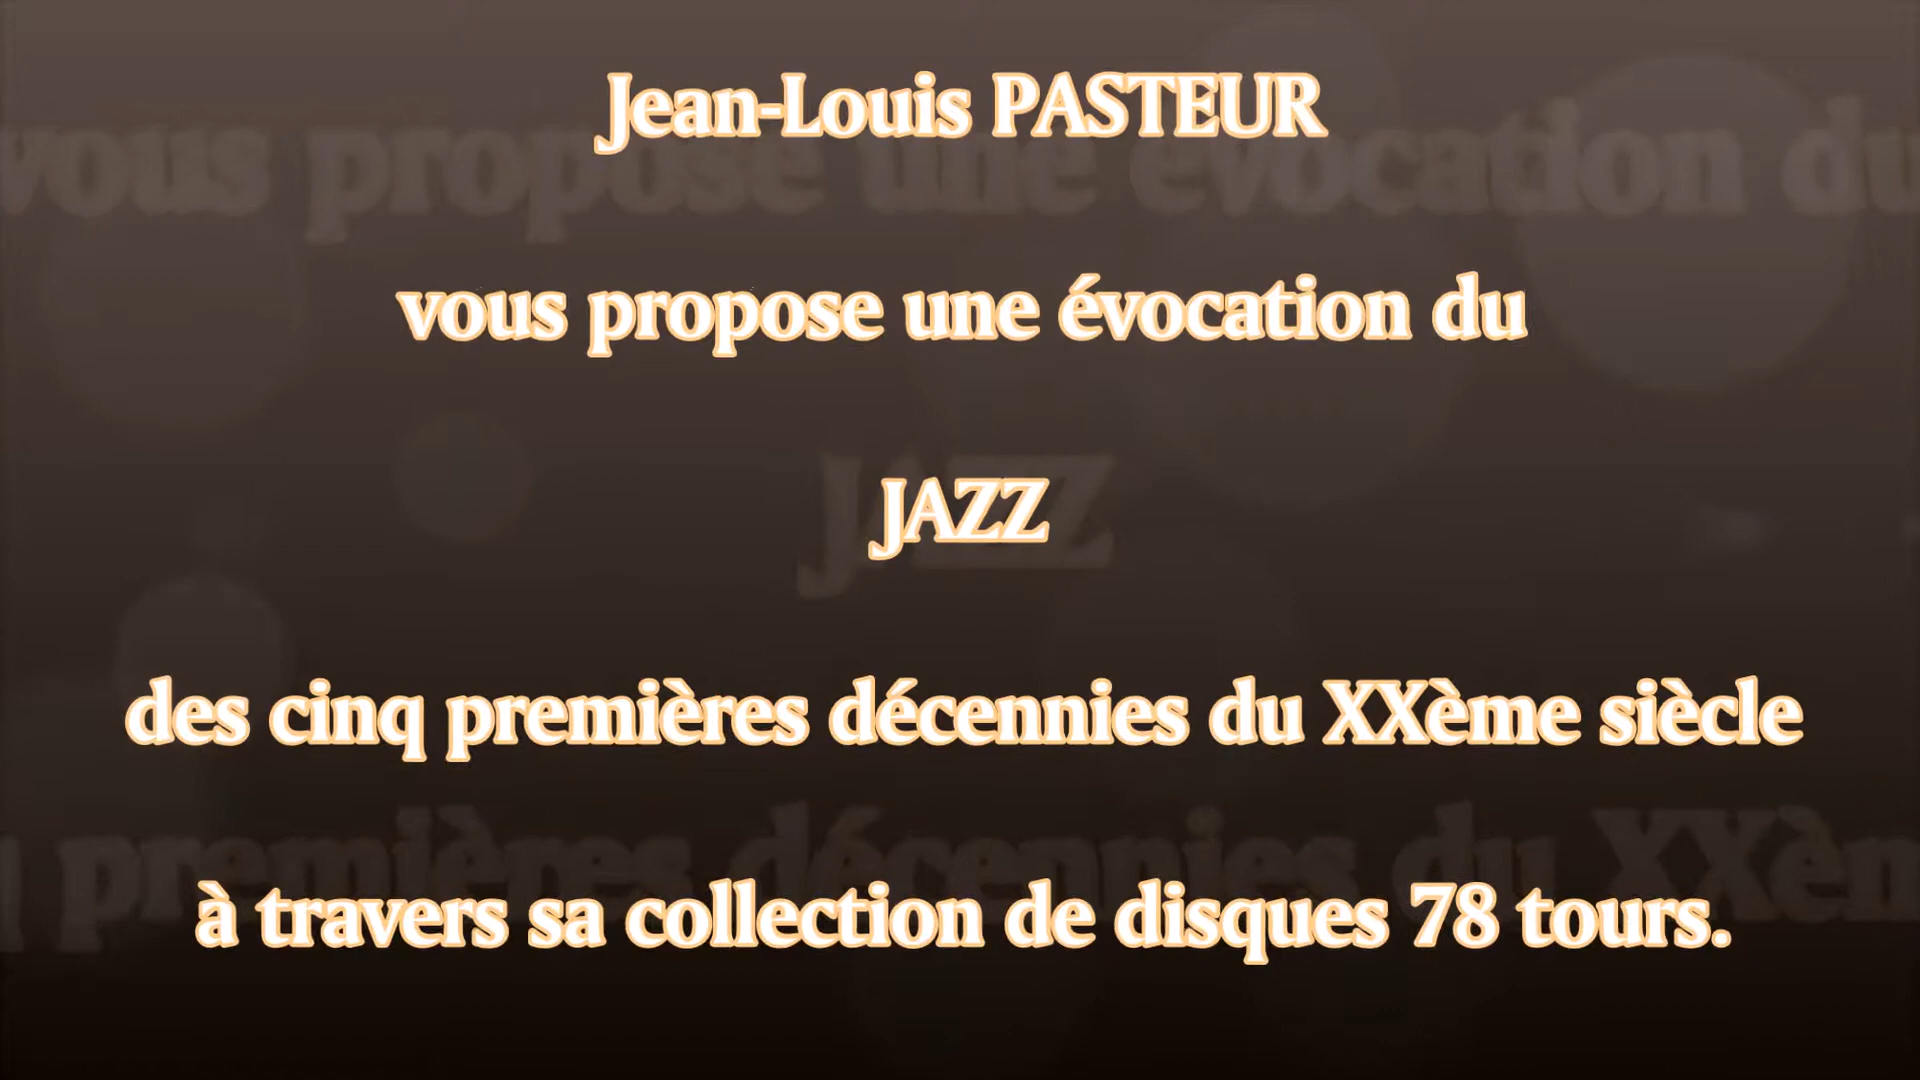 Jean-Louis PASTEUR
vous propose une évocation du
JAZZ
des cinq premières décennies du XXème siècle
à travers sa collection de disques 78 tours.